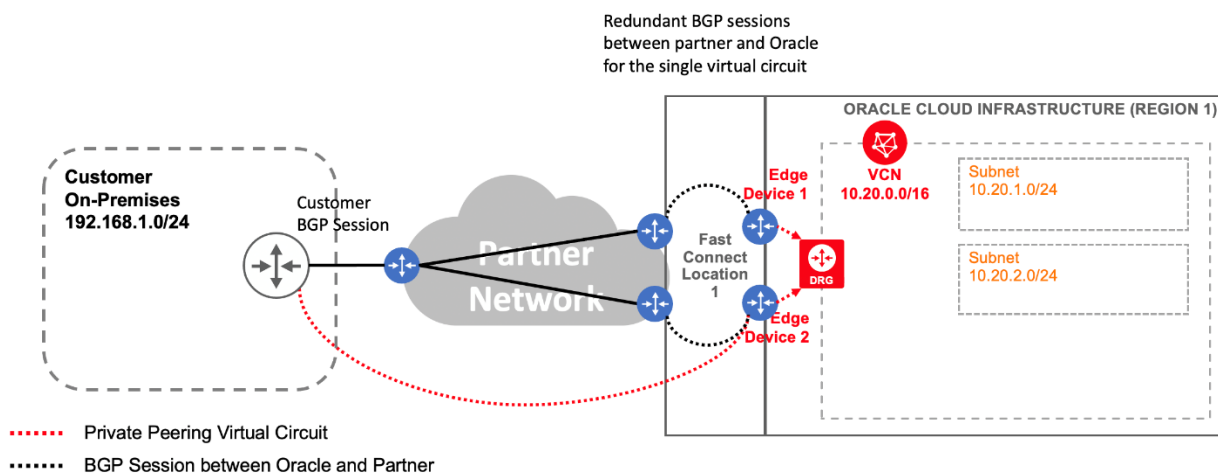 Redundant BGP sessions
between partner and Oracle
for the single virtual circuit
ORACLE CLOUD INFRASTRUCTURE (REGION 1)
Customer
On-Premises
192.168.1.0/24
Customer
BGP Session
Partner
Network
Fast
Connect
Location
1
Edge
Device 1
Edge
Device 2
DRG
VCN
10.20.0.0/16
Subnet
10.20.1.0/24
Subnet
10.20.2.0/24
Private Peering Virtual Circuit
BGP Session between Oracle and Partner